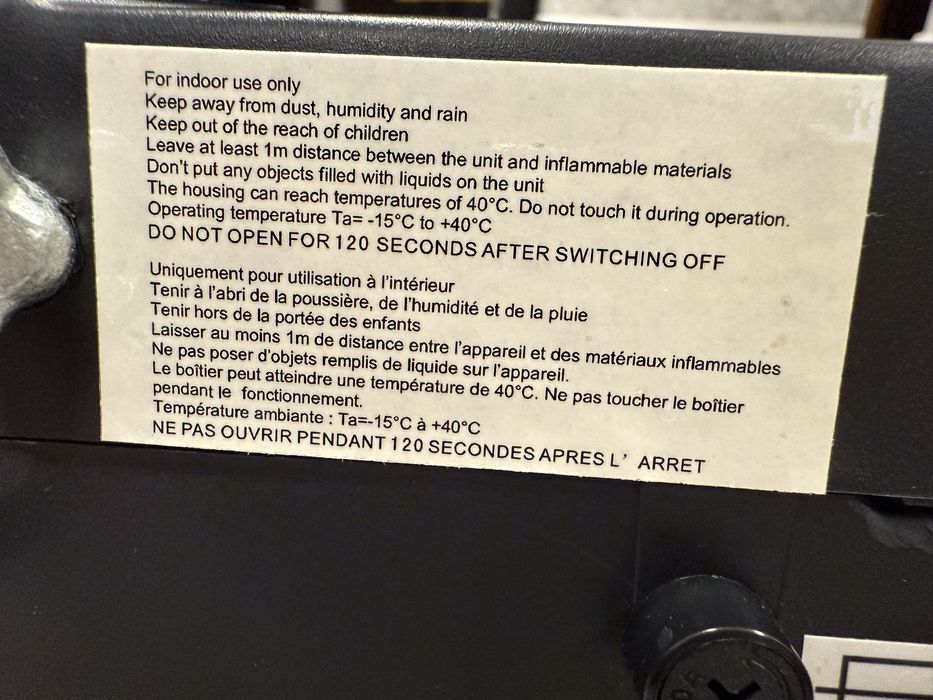 For indoor use only
Keep away from dust, humidity and rain
Keep out of the reach of children
Leave at least 1m distance between the unit and inflammable materials
Don't put any objects filled with liquids on the unit
The housing can reach temperatures of 40°C. Do not touch it during operation.
Operating temperature Ta= -15°C to +40°C
DO NOT OPEN FOR 120 SECONDS AFTER SWITCHING OFF
Uniquement pour utilisation à l'intérieur
Tenir à l'abri de la poussière, de l'humidité et de la pluie
Tenir hors de la portée des enfants
Laisser au moins 1m de distance entre l'appareil et des matériaux inflammables
Ne pas poser d'objets remplis de liquide sur l'appareil.
Le boîtier peut atteindre une température de 40°C. Ne pas toucher le boîtier
pendant le fonctionnement.
Température ambiante : Ta=-15°C à +40°C
NE PAS OUVRIR PENDANT 120 SECONDES APRES L' ARRET